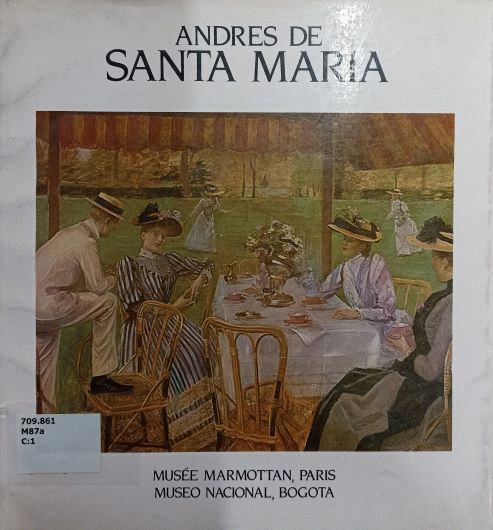 ANDRES DE
SANTA MARIA
709.861
M87a
C:1
MUSÉE MARMOTTAN, PARIS
MUSEO NACIONAL, BOGOTA